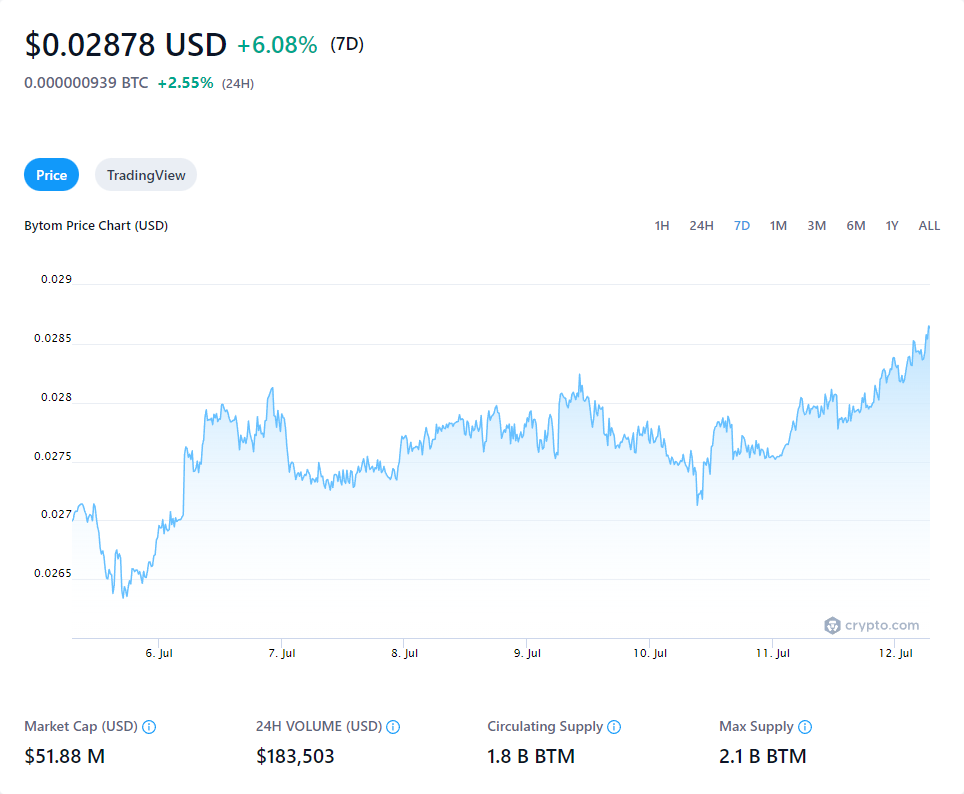 $0.02878 USD +6.08% (7D)
0.000000939 BTC +2.55% (24H)
Price TradingView
Bytom Price Chart (USD) 1H 24H 7D 1M 3M 6M 1Y ALL
0.029
0.0285
0.028
0.0275
0.027
0.0265
crypto.com
6. Jul 7. Jul 8. Jul 9. Jul 10. Jul 11. Jul 12. Jul
Market Cap (USD) 24H VOLUME (USD) Circulating Supply Max Supply
$51.88 M $183,503 1.8 B BTM 2.1 B BTM